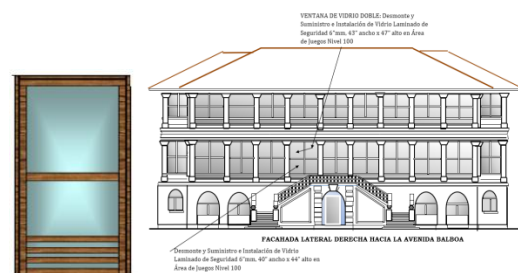 VENTANA DE VIDRIO DOBLE: Desmonte y
Suministro e Instalación de Vidrio Laminado de
Seguridad 6"mm. 43" ancho x 47" alto en Área
de Juegos Nivel 100
FACAHADA LATERAL DERECHA HACIA LA AVENIDA BALBOA
Desmonte y Suministro e Instalación de Vidrio
Laminado de Seguridad 6"mm. 40" ancho x 44" alto en
Área de Juegos Nivel 100